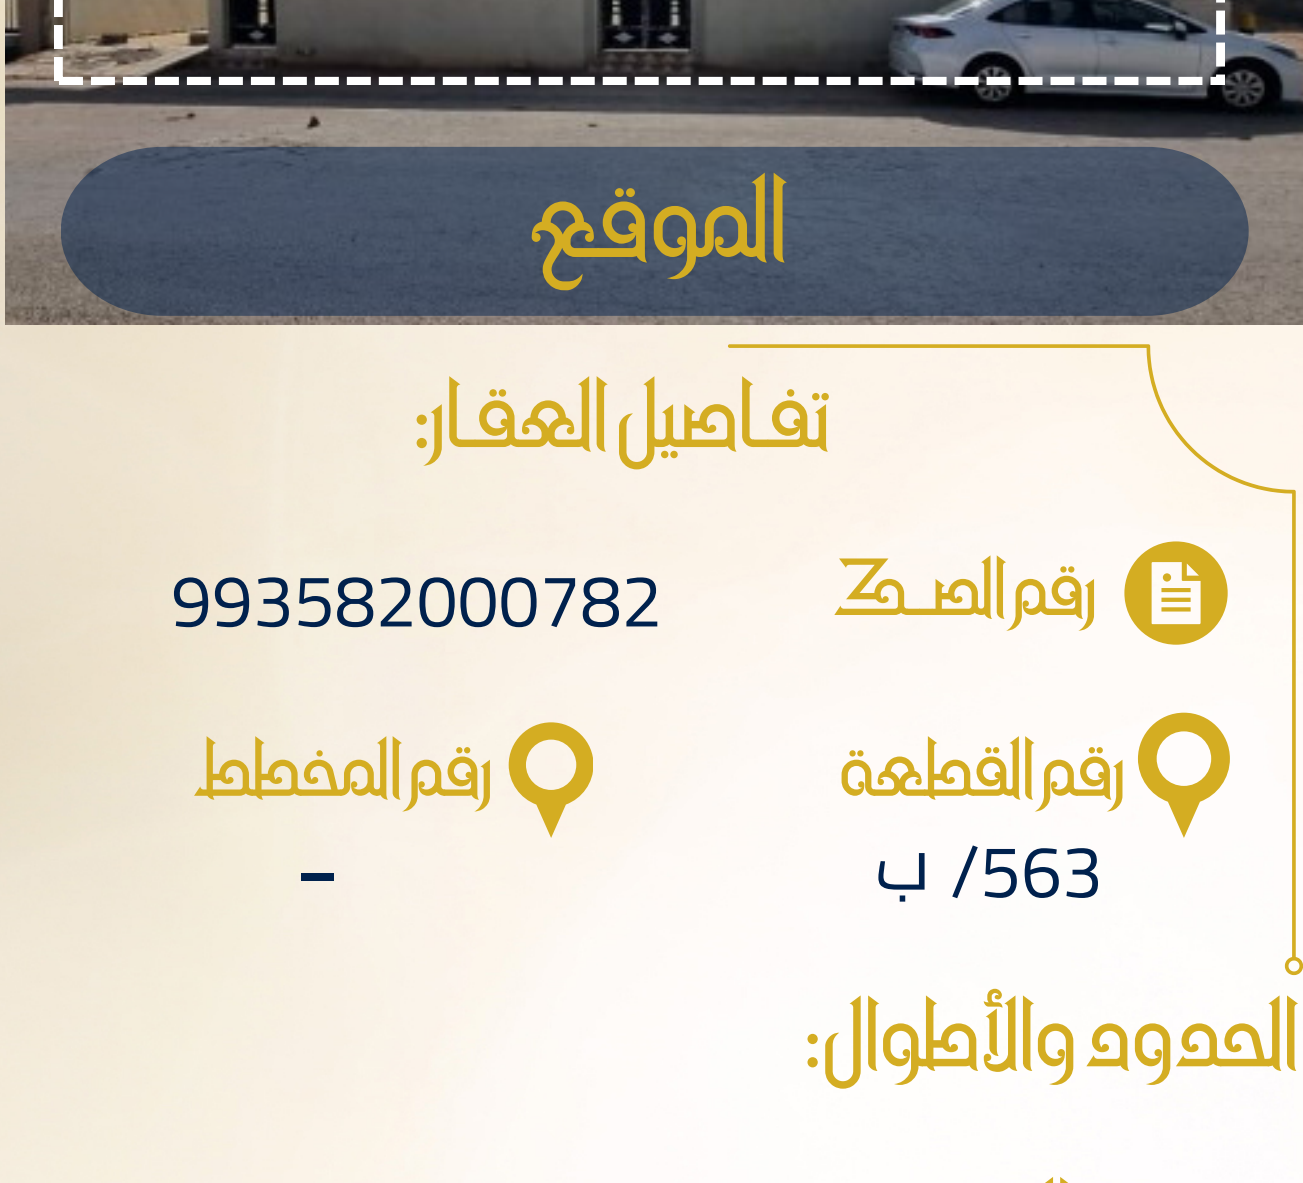 الموقع
تفاصيل العقار:
رقم الصك 993582000782
رقم القطعة رقم المخطط
563/ ب -
الحدود والأطوال: